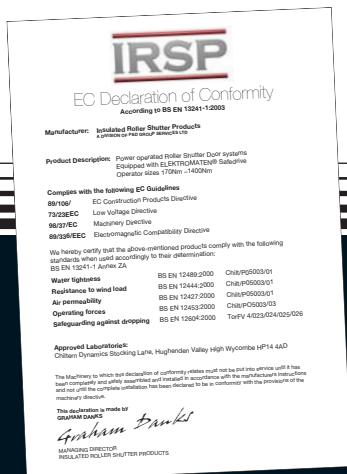 IRSP
EC Declaration of Conformity
According to BS EN 13241-1:2003
Manufacturer: Insulated Roller Shutter Products
A DIVISION OF P&D GROUP SERVICES LTD
Product Description: Power operated Roller Shutter Door systems
Equipped with ELEKTROMATEN® Safedrive
Operator sizes 170Nm –1400Nm
Complies with the following EC Guidelines
89/106/ EC Construction Products Directive
73/23EEC Low Voltage Directive
98/37/EC Machinery Directive
89/336/EEC Electromagnetic Compatibility Directive
We hereby certify that the above-mentioned products comply with the following
standards when used accordingly to their determination:
BS EN 13241-1 Annex ZA
Water tightness BS EN 12489:2000 Chilt/P05003/01
Resistance to wind load BS EN 12444:2000 Chilt/P05003/01
Air permeability BS EN 12427:2000 Chilt/P05003/01
Operating forces BS EN 12453:2000 Chilt/P05003/03
Safeguarding against dropping BS EN 12604:2000 TorFV 4/023/024/025/026
Approved Laboratories:
Chiltern Dynamics Stocking Lane, Hughenden Valley High Wycombe HP14 4AD
The Machinery to which this declaration of conformity relates must not be put into service until it has
been completely and safely assembled and installed in accordance with the manufacturers instructions
and not until the complete installation has been declared to be in conformity with the provisions of the
machinery directive.
This declaration is made by
GRAHAM DANKS
Graham Danks
MANAGING DIRECTOR
INSULATED ROLLER SHUTTER PRODUCTS